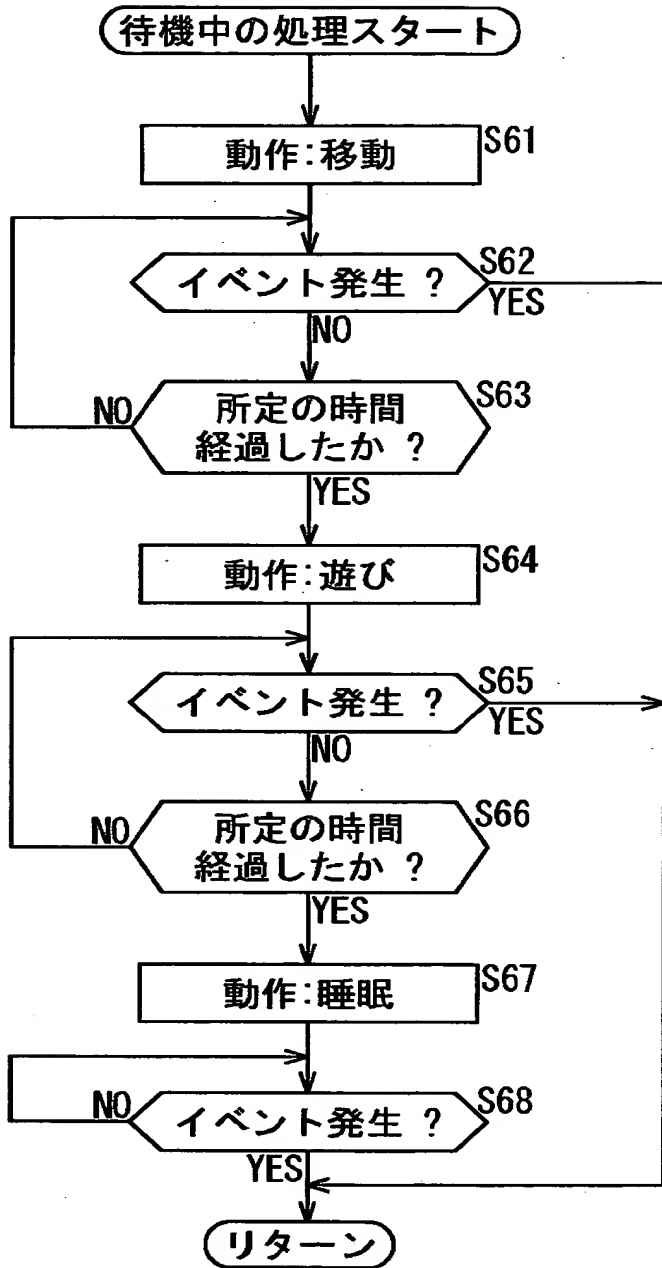 待機中の処理スタート
動作:移動
S61
イベント発生 ?
S62
YES
NO
所定の時間
経過したか ?
S63
NO
YES
動作:遊び
S64
イベント発生 ?
S65
YES
NO
所定の時間
経過したか ?
S66
NO
YES
動作:睡眠
S67
イベント発生 ?
S68
NO
YES
リターン